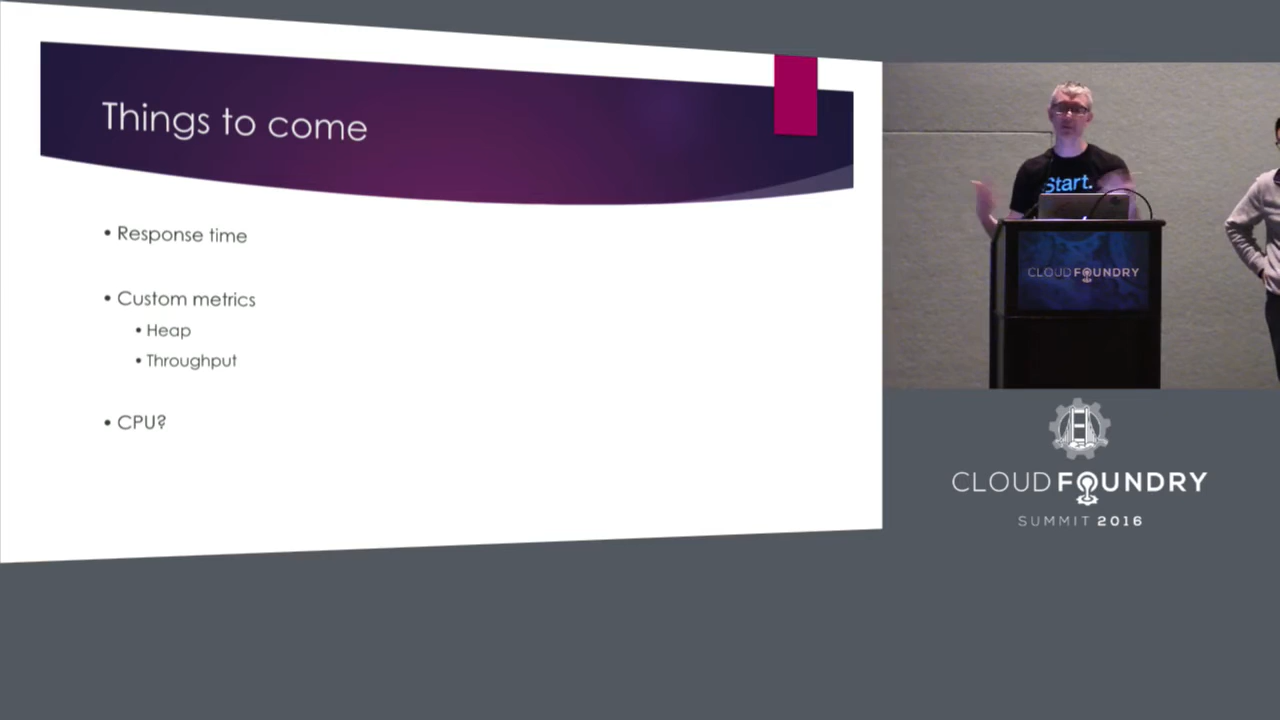 Things to come
• Response time
• Custom metrics
• Heap
• Throughput
• CPU?
Start.
CLOUD FOUNDRY
CLOUD FOUNDRY
SUMMIT 2016